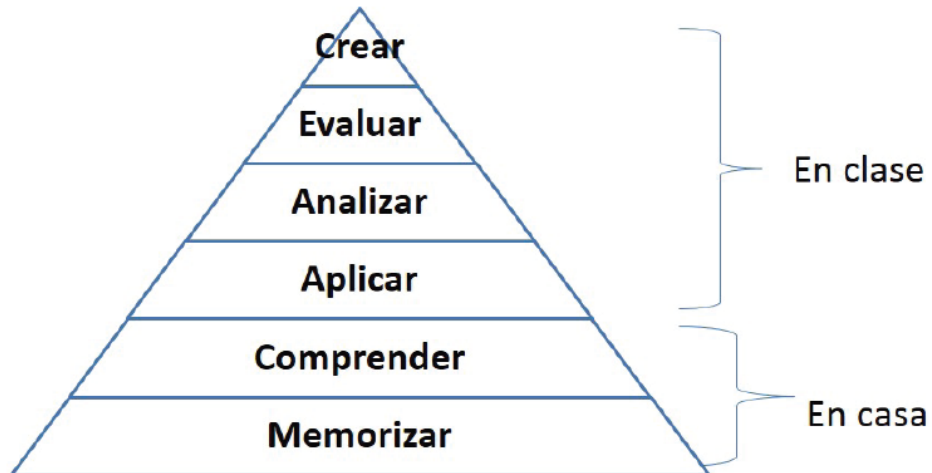 Crear
Evaluar
Analizar
Aplicar
Comprender
Memorizar
En clase
En casa